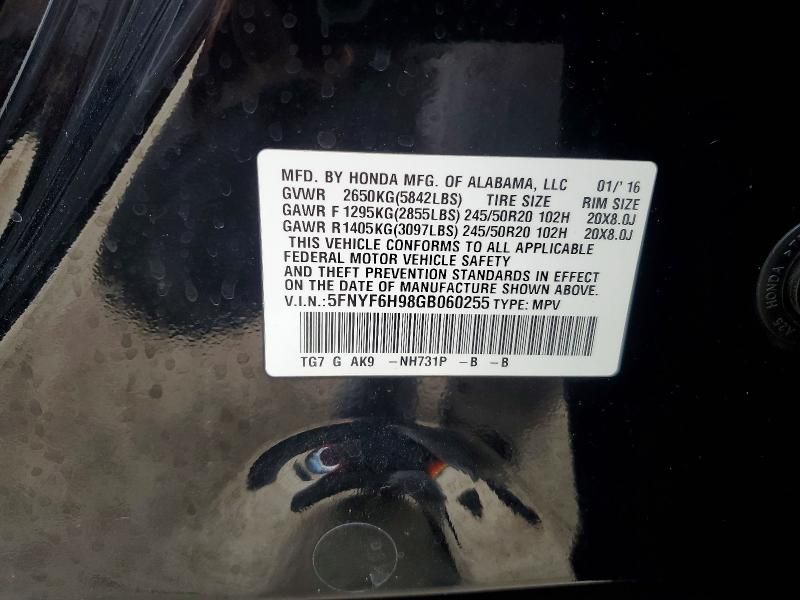 MFD. BY HONDA MFG. OF ALABAMA, LLC 01/' 16
GVWR 2650KG(5842LBS) TIRE SIZE RIM SIZE
GAWR F 1295KG(2855LBS) 245/50R20 102H 20X8.0J
GAWR R1405KG(3097LBS) 245/50R20 102H 20X8.0J
THIS VEHICLE CONFORMS TO ALL APPLICABLE
FEDERAL MOTOR VEHICLE SAFETY
AND THEFT PREVENTION STANDARDS IN EFFECT
ON THE DATE OF MANUFACTURE SHOWN ABOVE.
V.I.N.: 5FNYF6H98GB060255 TYPE: MPV
TG7 G AK9 -NH731P -B -B
HONDA